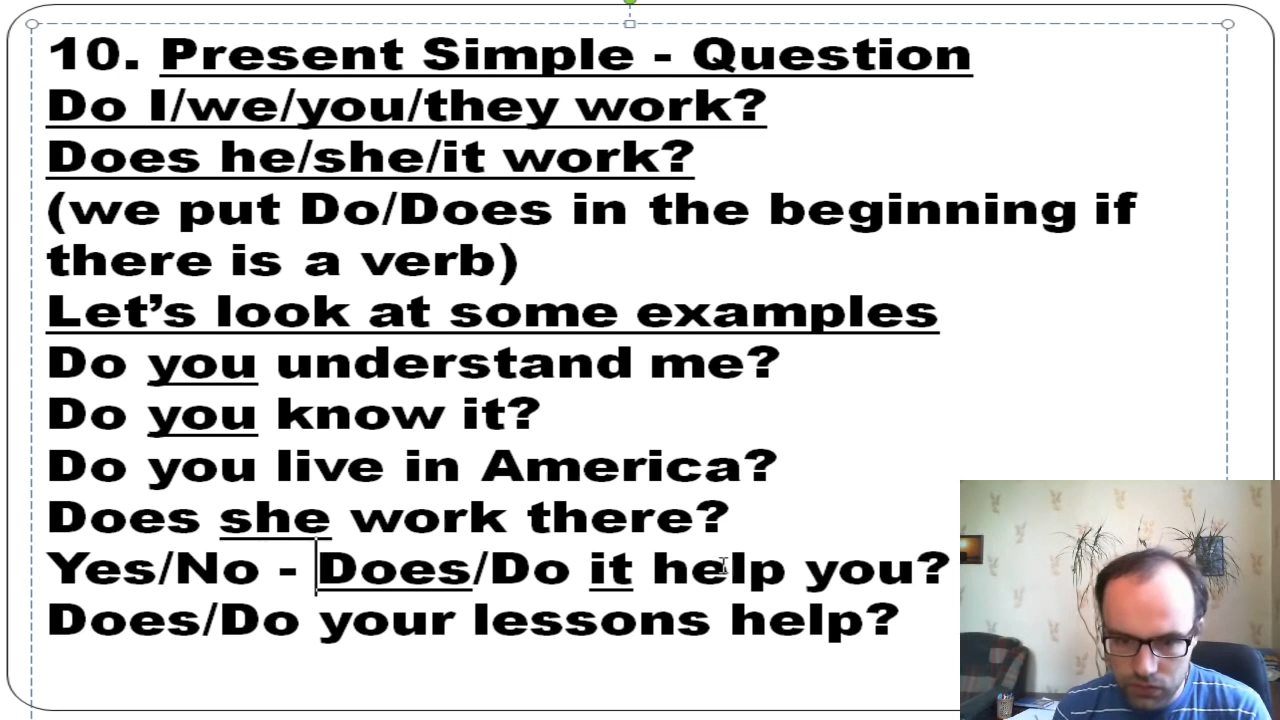 10. Present Simple - Question
Do I/we/you/they work?
Does he/she/it work?
(we put Do/Does in the beginning if
there is a verb)
Let’s look at some examples
Do you understand me?
Do you know it?
Do you live in America?
Does she work there?
Yes/No - Does/Do it help you?
Does/Do your lessons help?